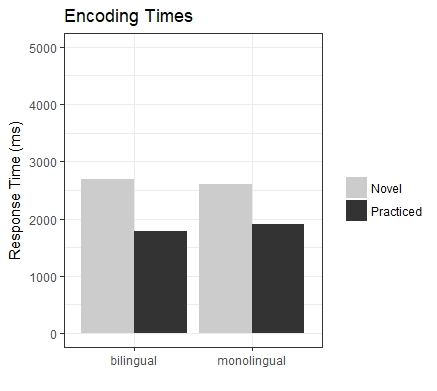 Encoding Times
Response Time (ms)
5000
4000
3000
2000
1000
0
bilingual
monolingual
Novel
Practiced